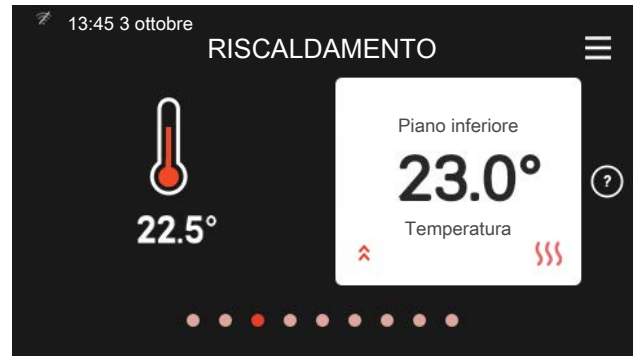 13:45 3 ottobre
RISCALDAMENTO
Piano inferiore
23.0°
Temperatura
22.5°
?